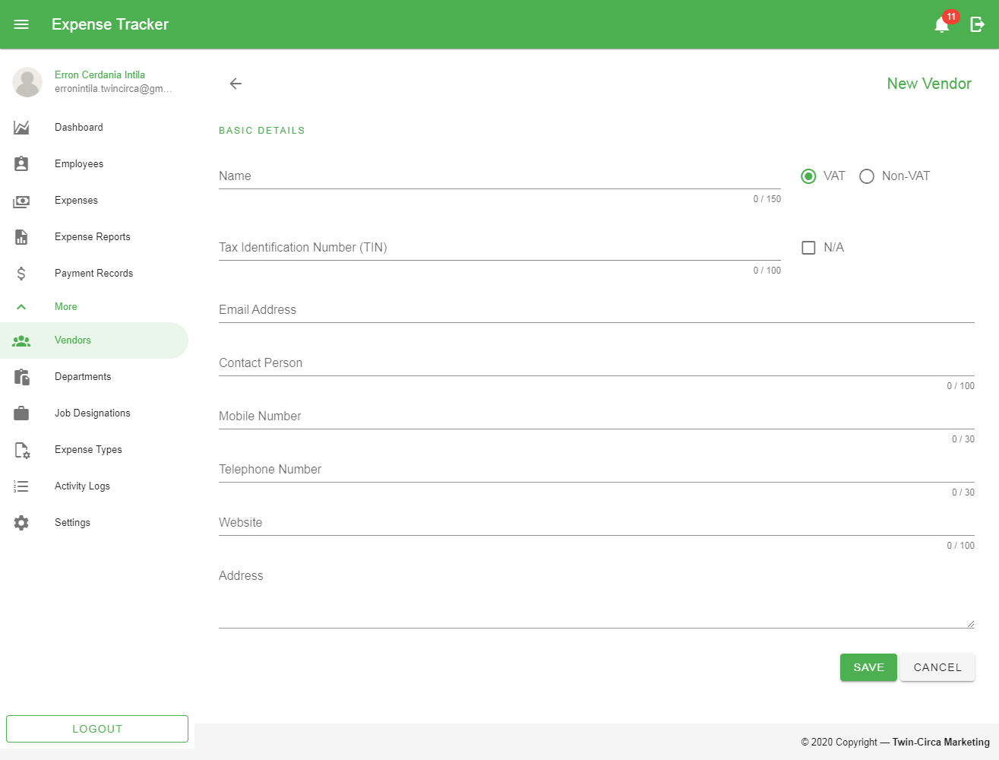 Expense Tracker
11
Erron Cerdania Intila
erronintila.twincirca@gm...
Dashboard
Employees
Expenses
Expense Reports
Payment Records
More
Vendors
Departments
Job Designations
Expense Types
Activity Logs
Settings
LOGOUT
New Vendor
BASIC DETAILS
Name
0 / 150
VAT
Non-VAT
Tax Identification Number (TIN)
0 / 100
N/A
Email Address
Contact Person
0 / 100
Mobile Number
0 / 30
Telephone Number
0 / 30
Website
0 / 100
Address
SAVE
CANCEL
© 2020 Copyright — Twin-Circa Marketing